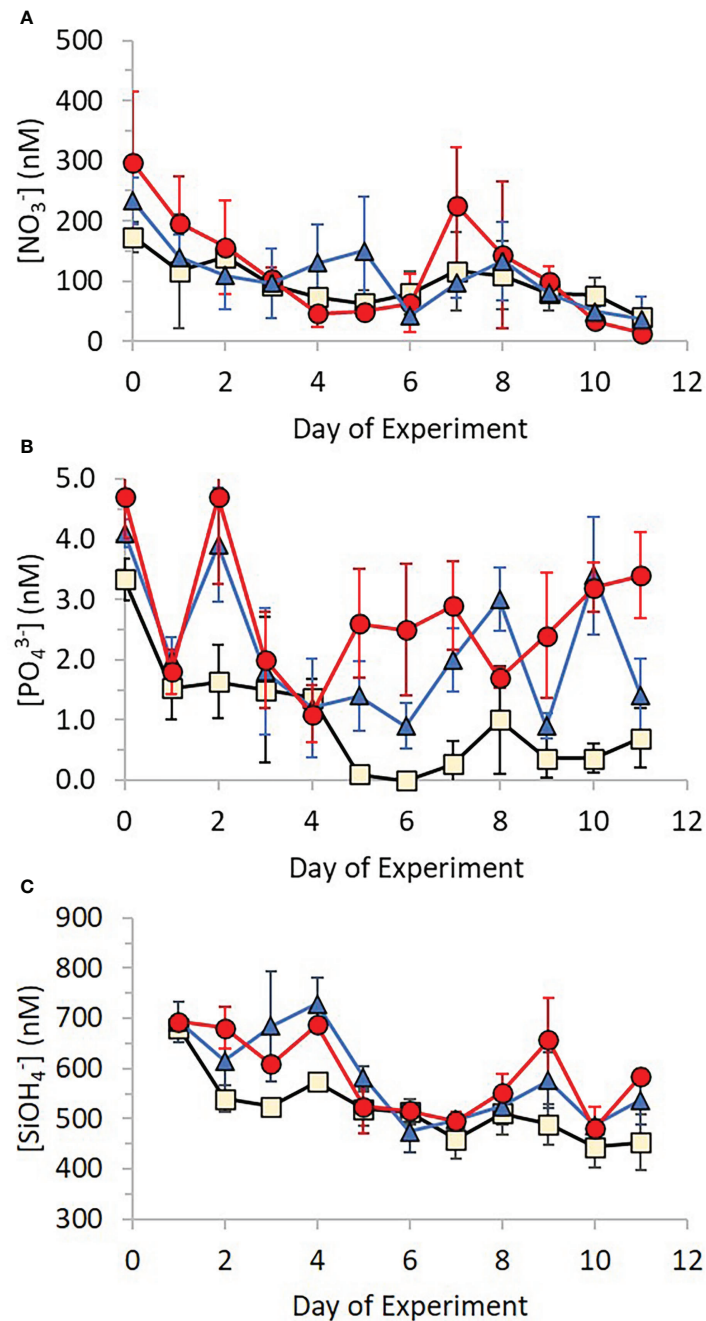 A
500
400
300
200
100
0
[NO₃⁻] (nM)
0 2 4 6 8 10 12
Day of Experiment
B
5.0
4.0
3.0
2.0
1.0
0.0
[PO₄³⁻] (nM)
0 2 4 6 8 10 12
Day of Experiment
C
900
800
700
600
500
400
300
[SiOH₄⁻] (nM)
0 2 4 6 8 10 12
Day of Experiment